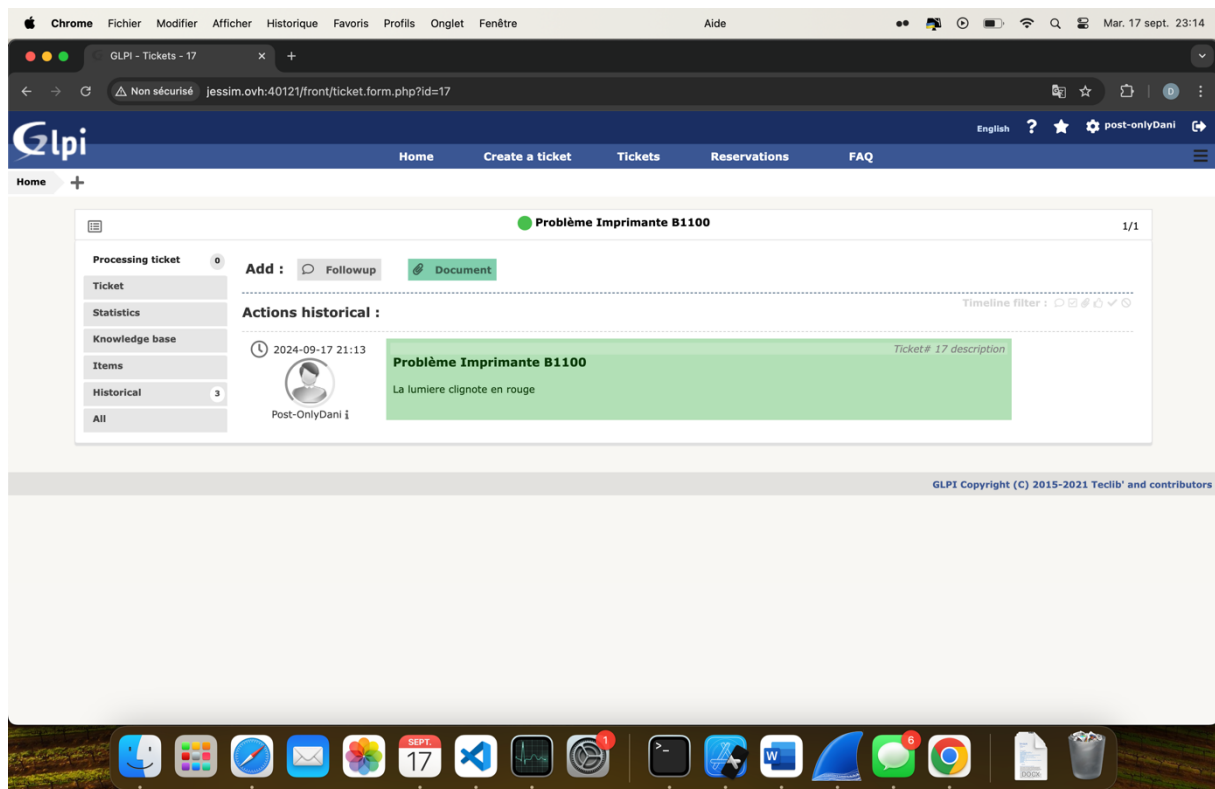 Chrome Fichier Modifier Afficher Historique Favoris Profils Onglet Fenêtre Aide Mar. 17 sept. 23:14
GLPI - Tickets - 17
Non sécurisé jessim.ovh:40121/front/ticket.form.php?id=17 D
Glpi
English ? post-onlyDani
Home Create a ticket Tickets Reservations FAQ
Home
Problème Imprimante B1100 1/1
Processing ticket 0
Ticket
Statistics
Knowledge base
Items
Historical 3
All
Add : Followup Document
Timeline filter :
Actions historical :
2024-09-17 21:13
Post-OnlyDani i
Ticket# 17 description
Problème Imprimante B1100
La lumiere clignote en rouge
GLPI Copyright (C) 2015-2021 Teclib' and contributors
SEPT.
17
1
>_
W
6
DOCX